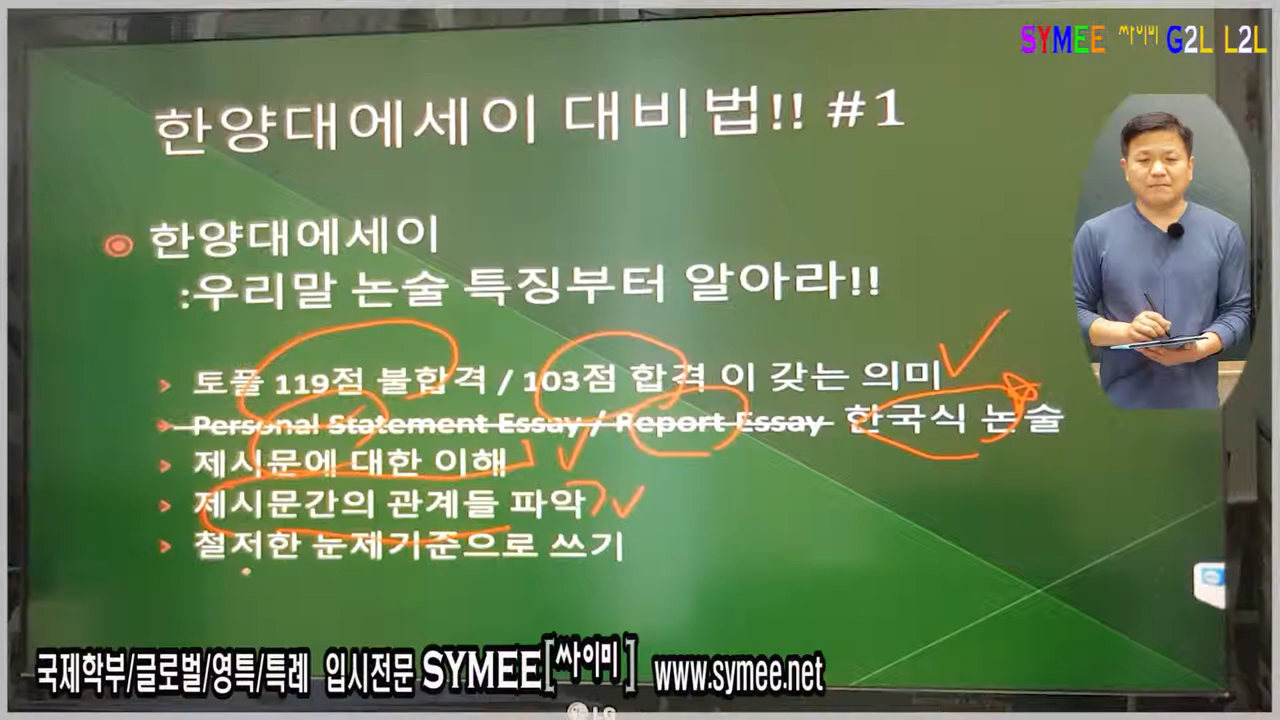 SYMEE 싸이미 G2L L2L
한양대에세이 대비법!! #1
한양대에세이
:우리말 논술 특징부터 알아라!!
토플 119점 불합격 / 103점 합격 이 갖는 의미
Personal Statement Essay / Report Essay 한국식 논술
제시문에 대한 이해
제시문간의 관계들 파악
철저한 논제기준으로 쓰기
국제학부/글로벌/영특/특례 입시전문 SYMEE[싸이미] www.symee.net
LG